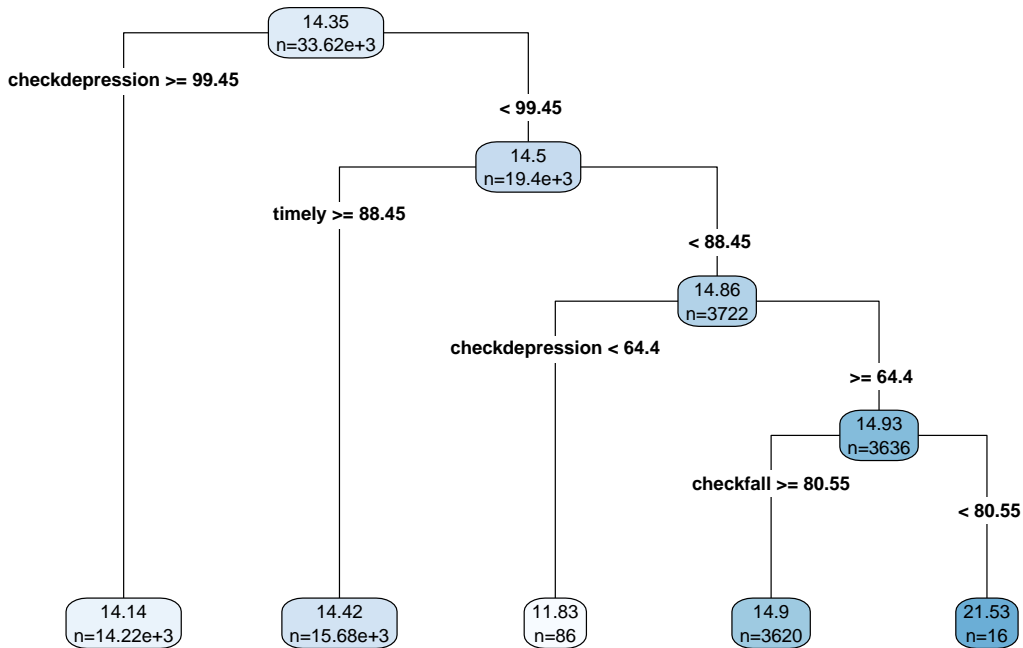 14.35
n=33.62e+3
checkdepression >= 99.45
< 99.45
14.5
n=19.4e+3
timely >= 88.45
< 88.45
14.86
n=3722
checkdepression < 64.4
>= 64.4
14.93
n=3636
checkfall >= 80.55
< 80.55
14.14
n=14.22e+3
14.42
n=15.68e+3
11.83
n=86
14.9
n=3620
21.53
n=16